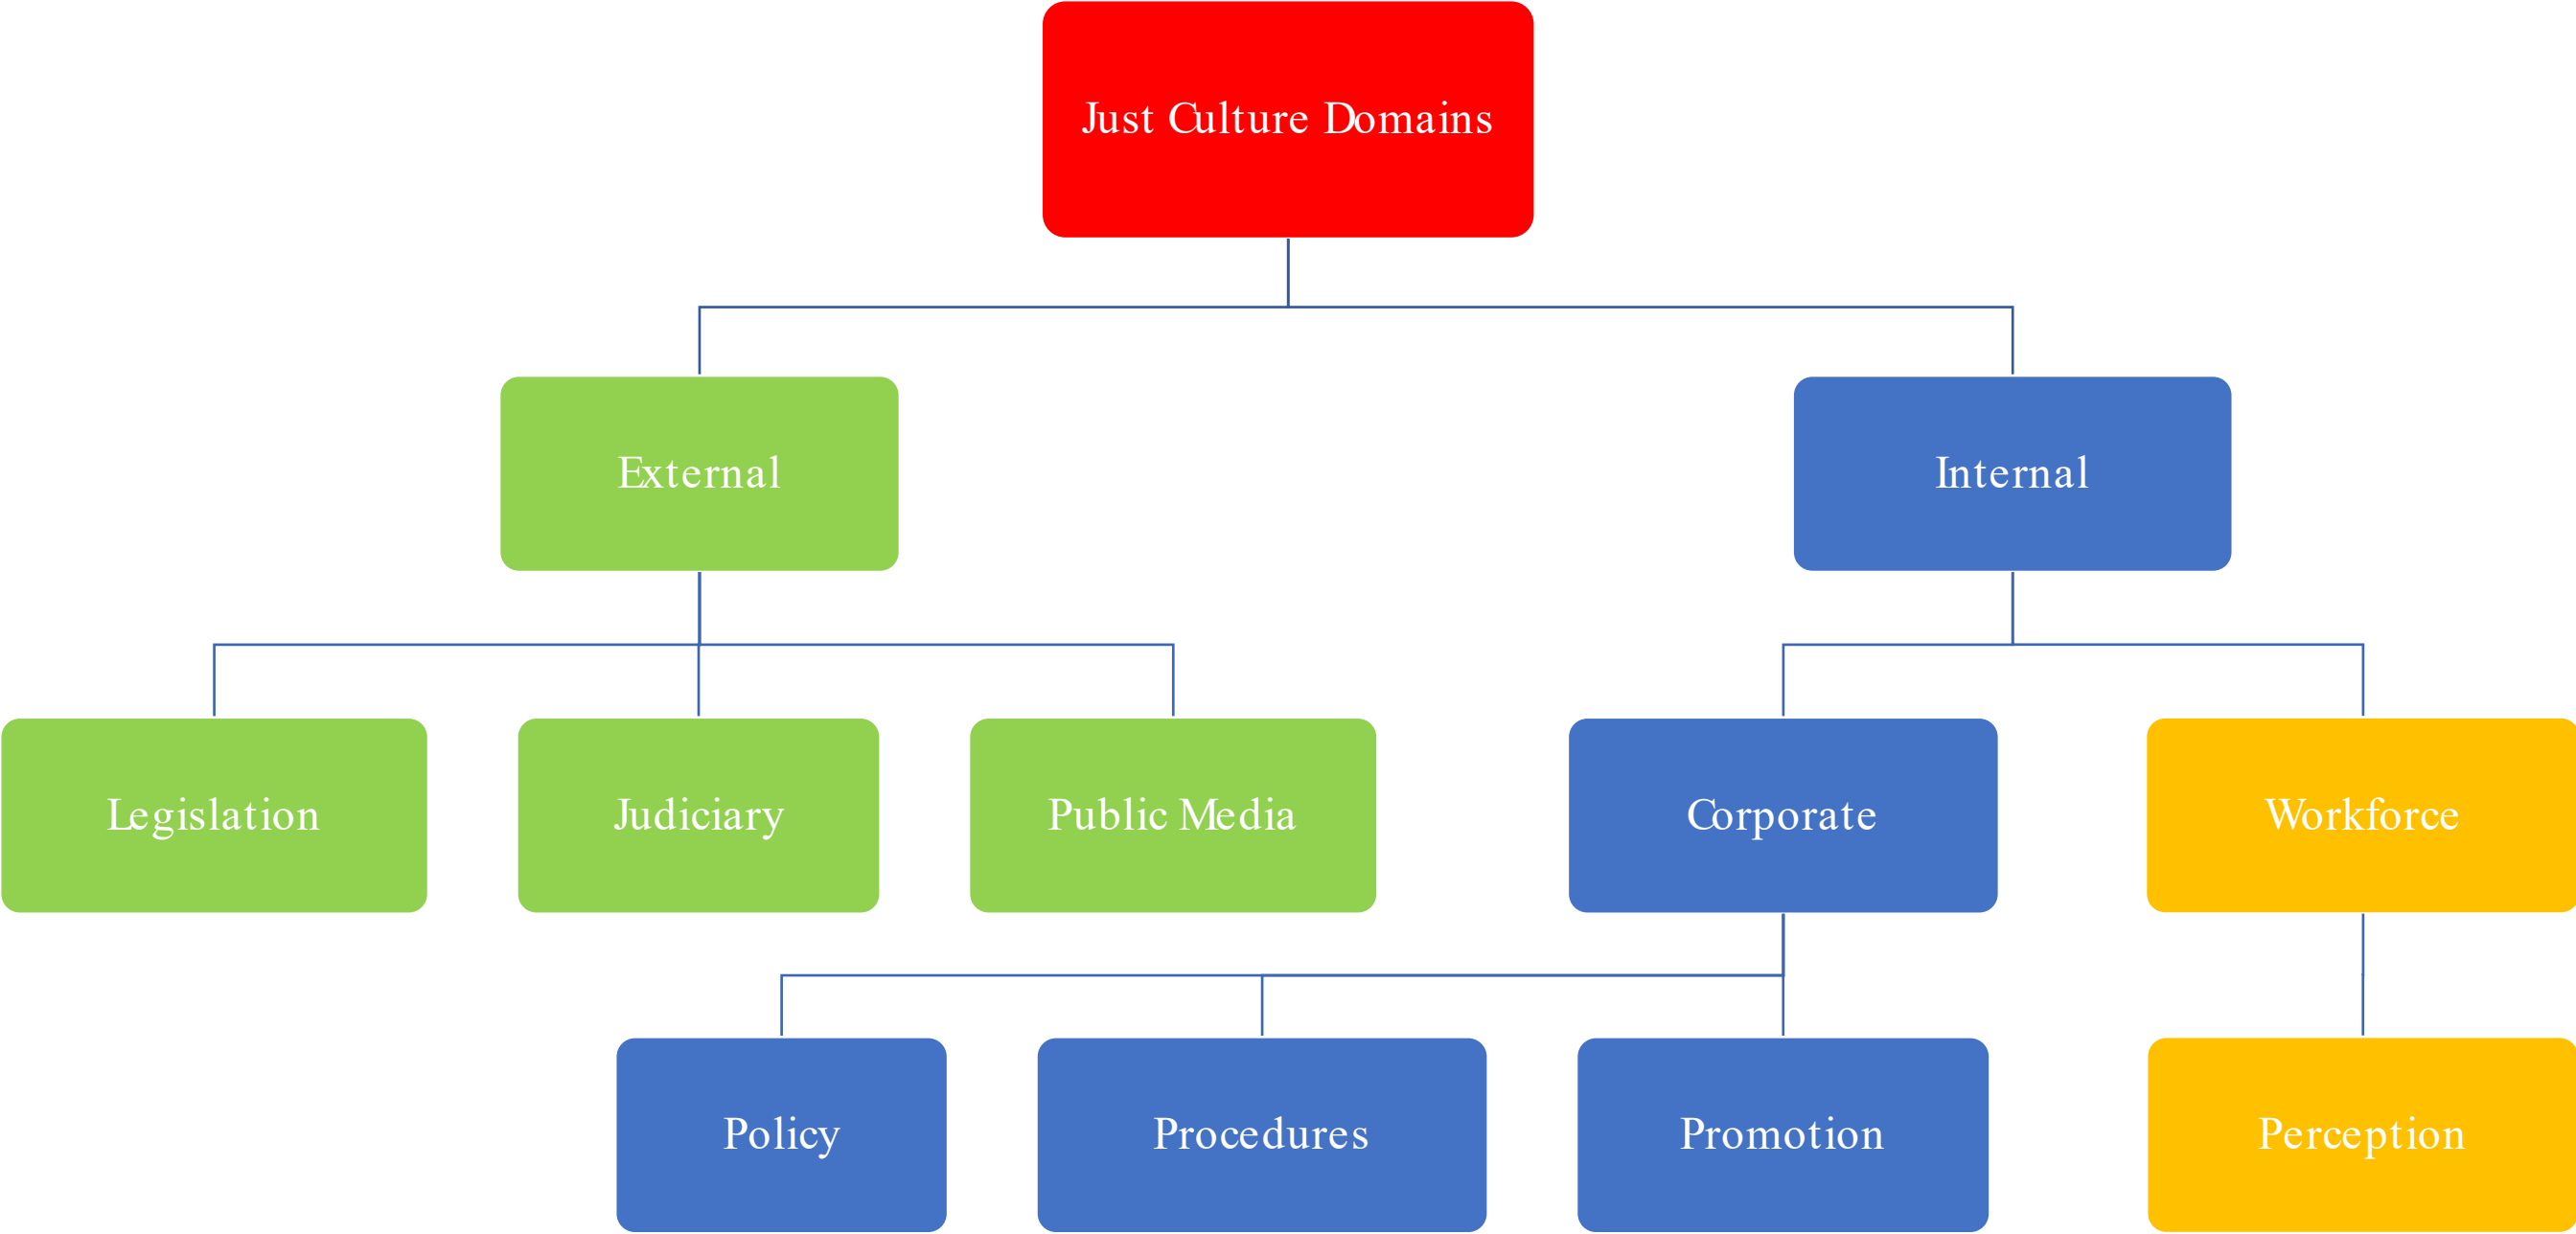 Just Culture Domains
External
Internal
Legislation
Judiciary
Public Media
Corporate
Workforce
Policy
Procedures
Promotion
Perception